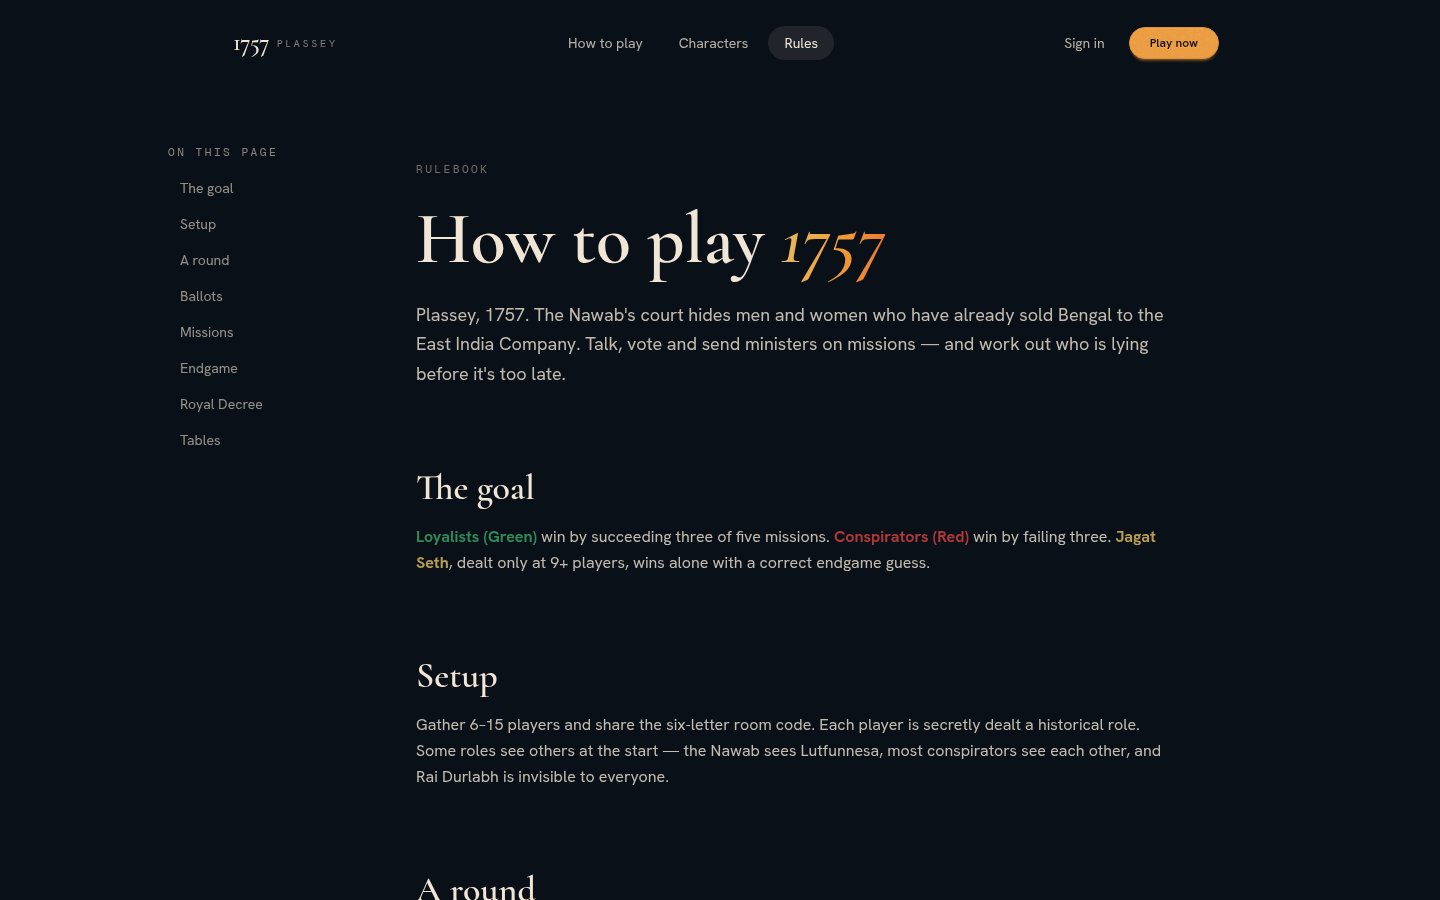 1757 PLASSEY
How to play
Characters
Rules
Sign in
Play now
ON THIS PAGE
The goal
Setup
A round
Ballots
Missions
Endgame
Royal Decree
Tables
RULEBOOK
How to play 1757
Plassey, 1757. The Nawab's court hides men and women who have already sold Bengal to the
East India Company. Talk, vote and send ministers on missions — and work out who is lying
before it's too late.
The goal
Loyalists (Green) win by succeeding three of five missions. Conspirators (Red) win by failing three. Jagat
Seth, dealt only at 9+ players, wins alone with a correct endgame guess.
Setup
Gather 6–15 players and share the six-letter room code. Each player is secretly dealt a historical role.
Some roles see others at the start — the Nawab sees Lutfunnesa, most conspirators see each other, and
Rai Durlabh is invisible to everyone.
A round